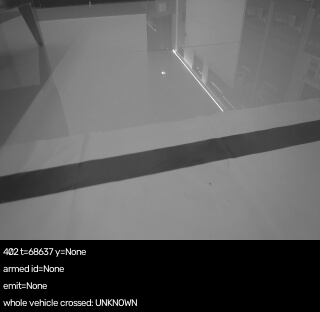 402 t=68637 y=None
armed id=None
emit=None
whole vehicle crossed: UNKNOWN